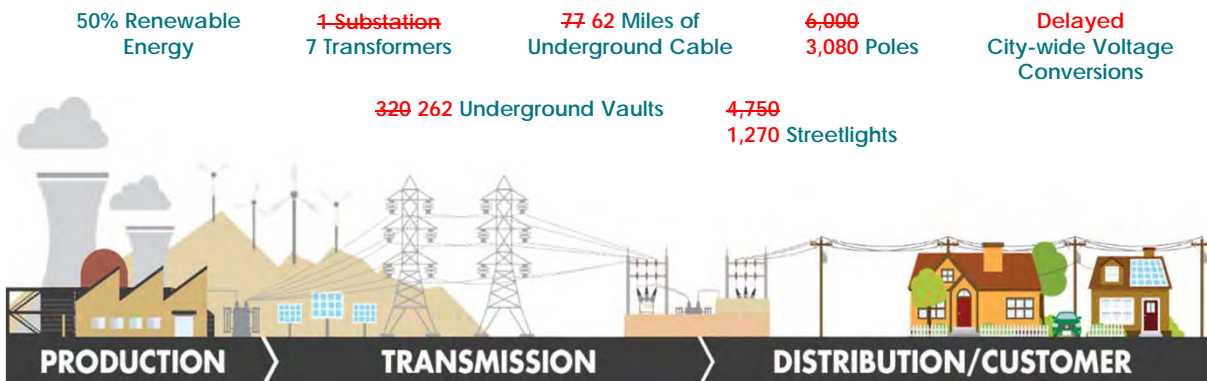 50% Renewable
Energy
1 Substation
7 Transformers
77 62 Miles of
Underground Cable
6,000
3,080 Poles
Delayed
City-wide Voltage
Conversions
320 262 Underground Vaults
4,750
1,270 Streetlights
PRODUCTION
TRANSMISSION
DISTRIBUTION/CUSTOMER